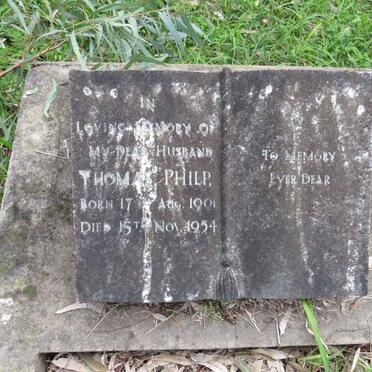 IN
LOVING MEMORY OF
MY DEAR HUSBAND
THOMAS PHILP.
BORN 17TH AUG. 1901
DIED 15TH NOV. 1954
TO MEMORY
EVER DEAR